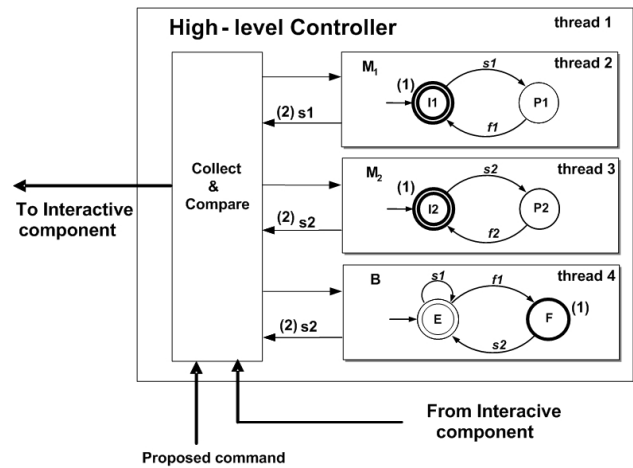 High-level Controller
thread 1
thread 2
M1
(1)
I1
s1
P1
f1
(2) s1
Collect
&
Compare
thread 3
M2
(1)
I2
s2
P2
f2
(2) s2
To Interactive
component
thread 4
B
s1
E
f1
F
(1)
s2
(2) s2
From Interacive
component
Proposed command